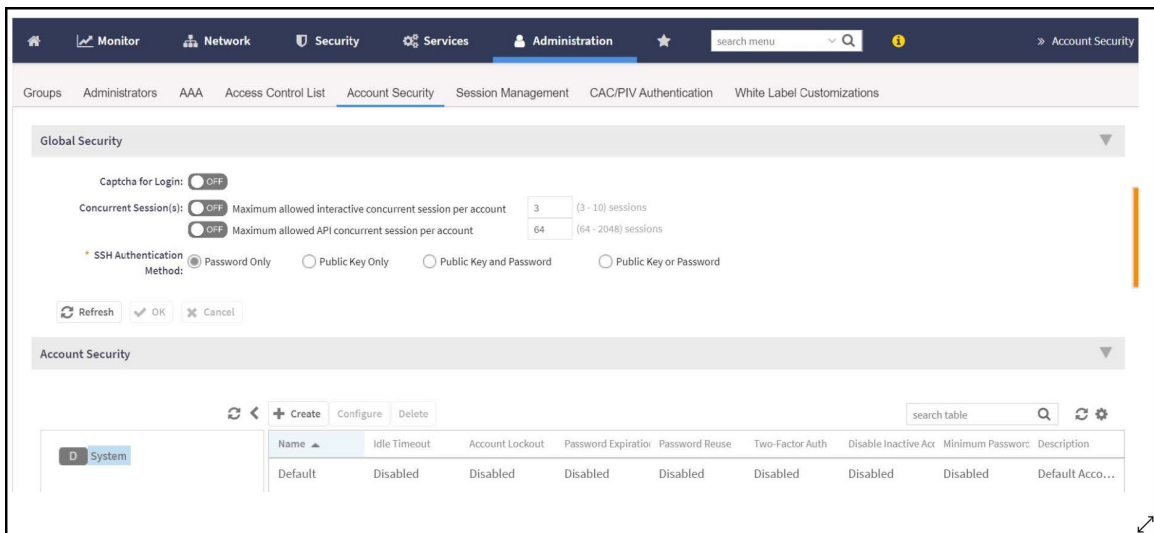 Monitor Network Security Services Administration search menu » Account Security
Groups Administrators AAA Access Control List Account Security Session Management CAC/PIV Authentication White Label Customizations
Global Security
Captcha for Login: OFF
Concurrent Session(s): OFF Maximum allowed interactive concurrent session per account 3 (3 - 10) sessions
OFF Maximum allowed API concurrent session per account 64 (64 - 2048) sessions
* SSH Authentication Method: Password Only Public Key Only Public Key and Password Public Key or Password
Refresh OK Cancel
Account Security
+ Create Configure Delete search table
D System
Name Idle Timeout Account Lockout Password Expiratio Password Reuse Two-Factor Auth Disable Inactive Acc Minimum Passworc Description
Default Disabled Disabled Disabled Disabled Disabled Disabled Disabled Default Acco...